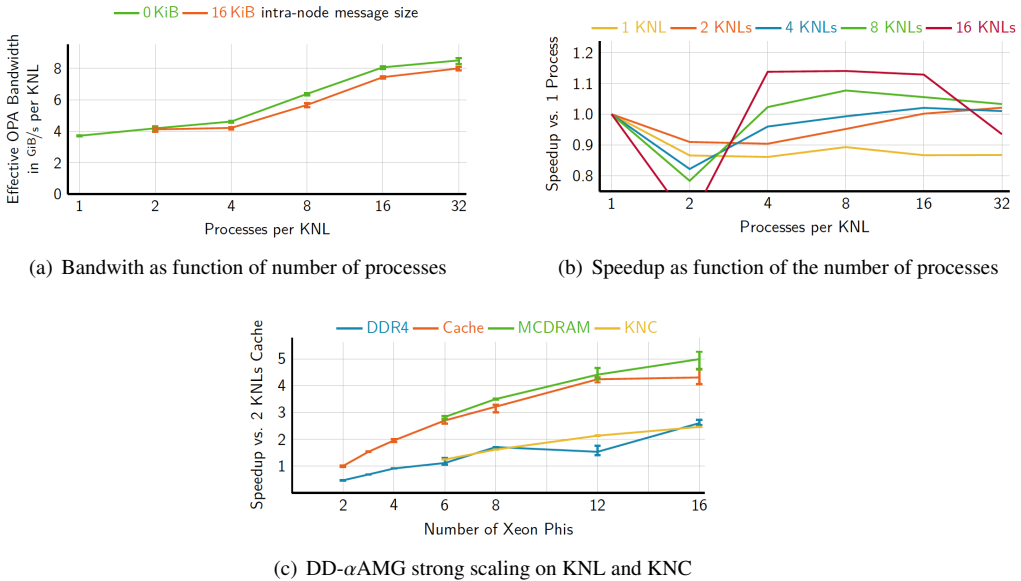 0 KiB 16 KiB intra-node message size
Effective OPA Bandwidth
in GiB/s per KNL
8
6
4
2
0
1 2 4 8 16 32
Processes per KNL
(a) Bandwith as function of number of processes
1 KNL 2 KNLs 4 KNLs 8 KNLs 16 KNLs
Speedup vs. 1 Process
1.2
1.1
1.0
0.9
0.8
1 2 4 8 16 32
Processes per KNL
(b) Speedup as function of the number of processes
DDR4 Cache MCDRAM KNC
Speedup vs. 2 KNLs Cache
5
4
3
2
1
2 4 6 8 12 16
Number of Xeon Phis
(c) DD-αAMG strong scaling on KNL and KNC